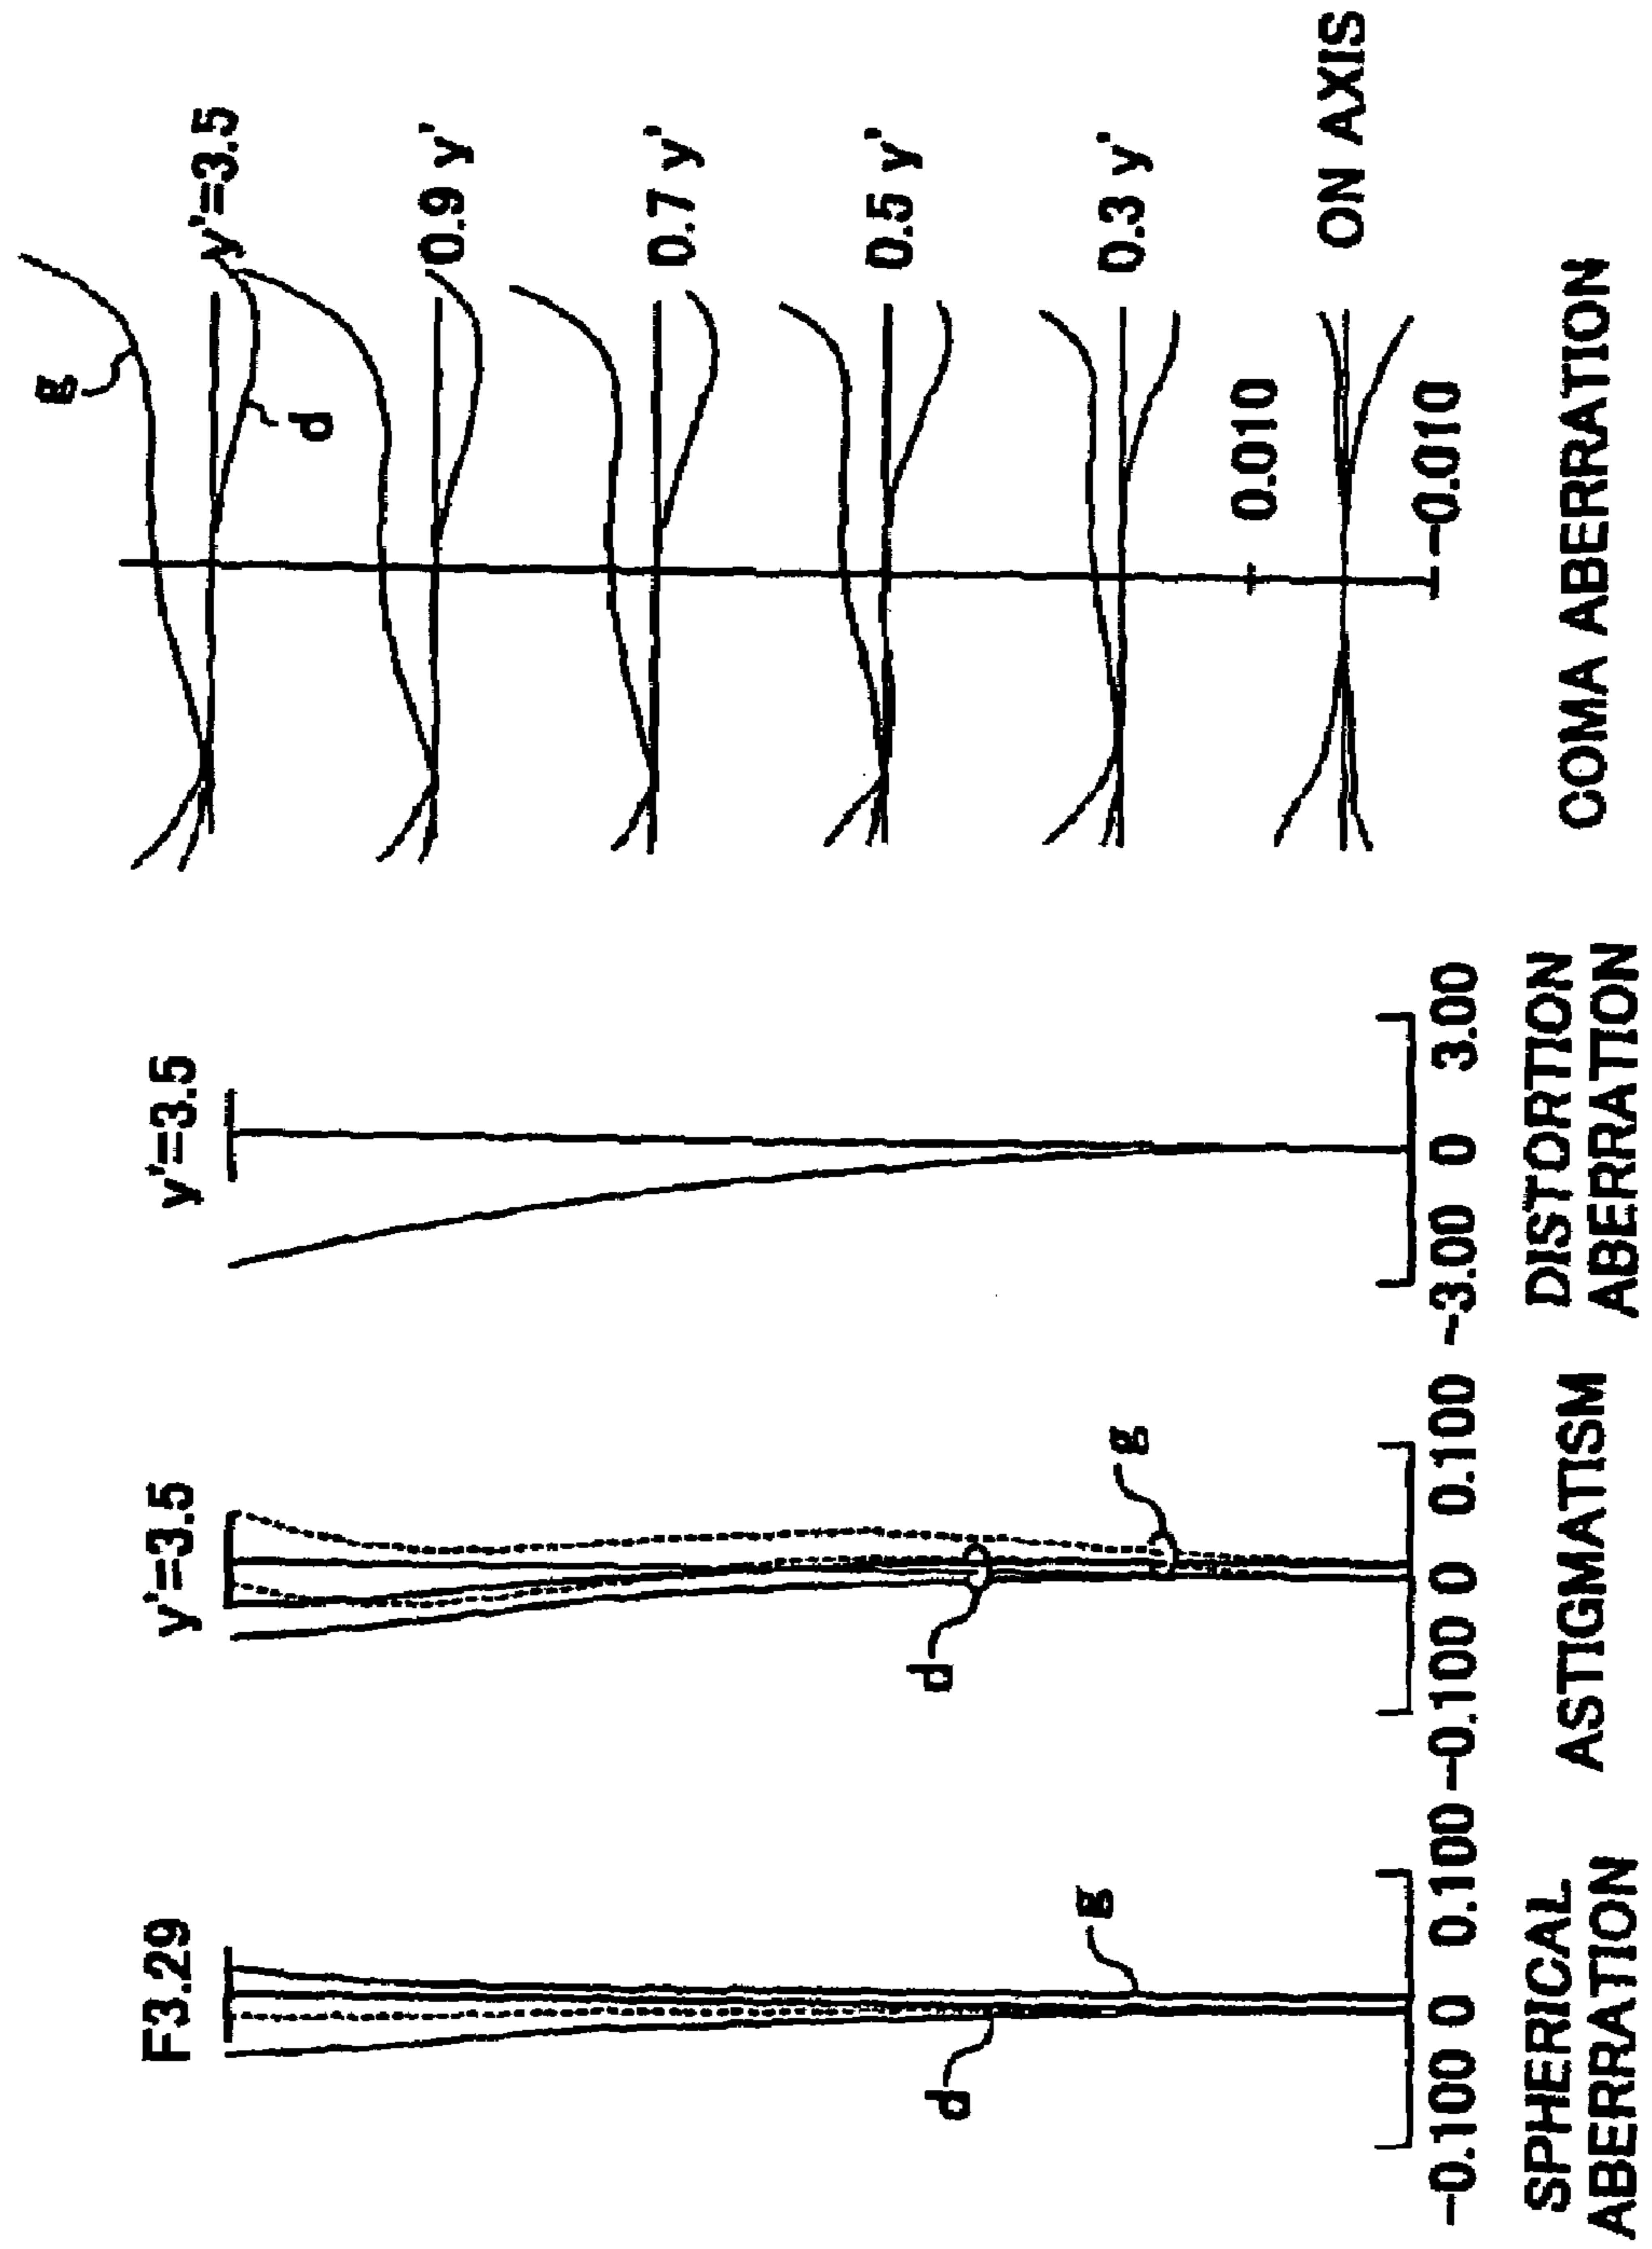 F3.29
g
d
-0.100 0 0.100
SPHERICAL
ABERRATION
y'=3.5
g
d
-0.100 0 0.100
ASTIGMATISM
y'=3.5
-3.00 0 3.00
DISTORTION
ABERRATION
g
y'=3.5
d
0.9 y'
0.7 y'
0.5 y'
0.3 y'
0.010
ON AXIS
-0.010
COMA ABERRATION